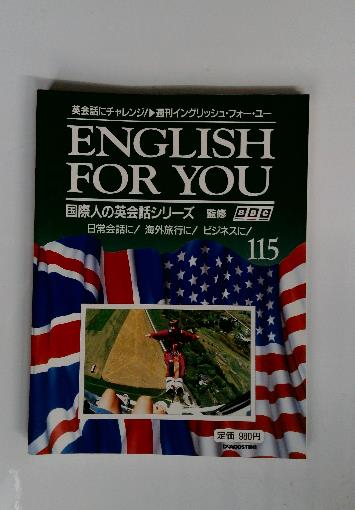 英会話にチャレンジ!▶週刊イングリッシュ・フォー・ユー
ENGLISH
FOR YOU
国際人の英会話シリーズ 監修 BBC
日常会話に! 海外旅行に! ビジネスに!
115
定価 980円
DeAGOSTINI